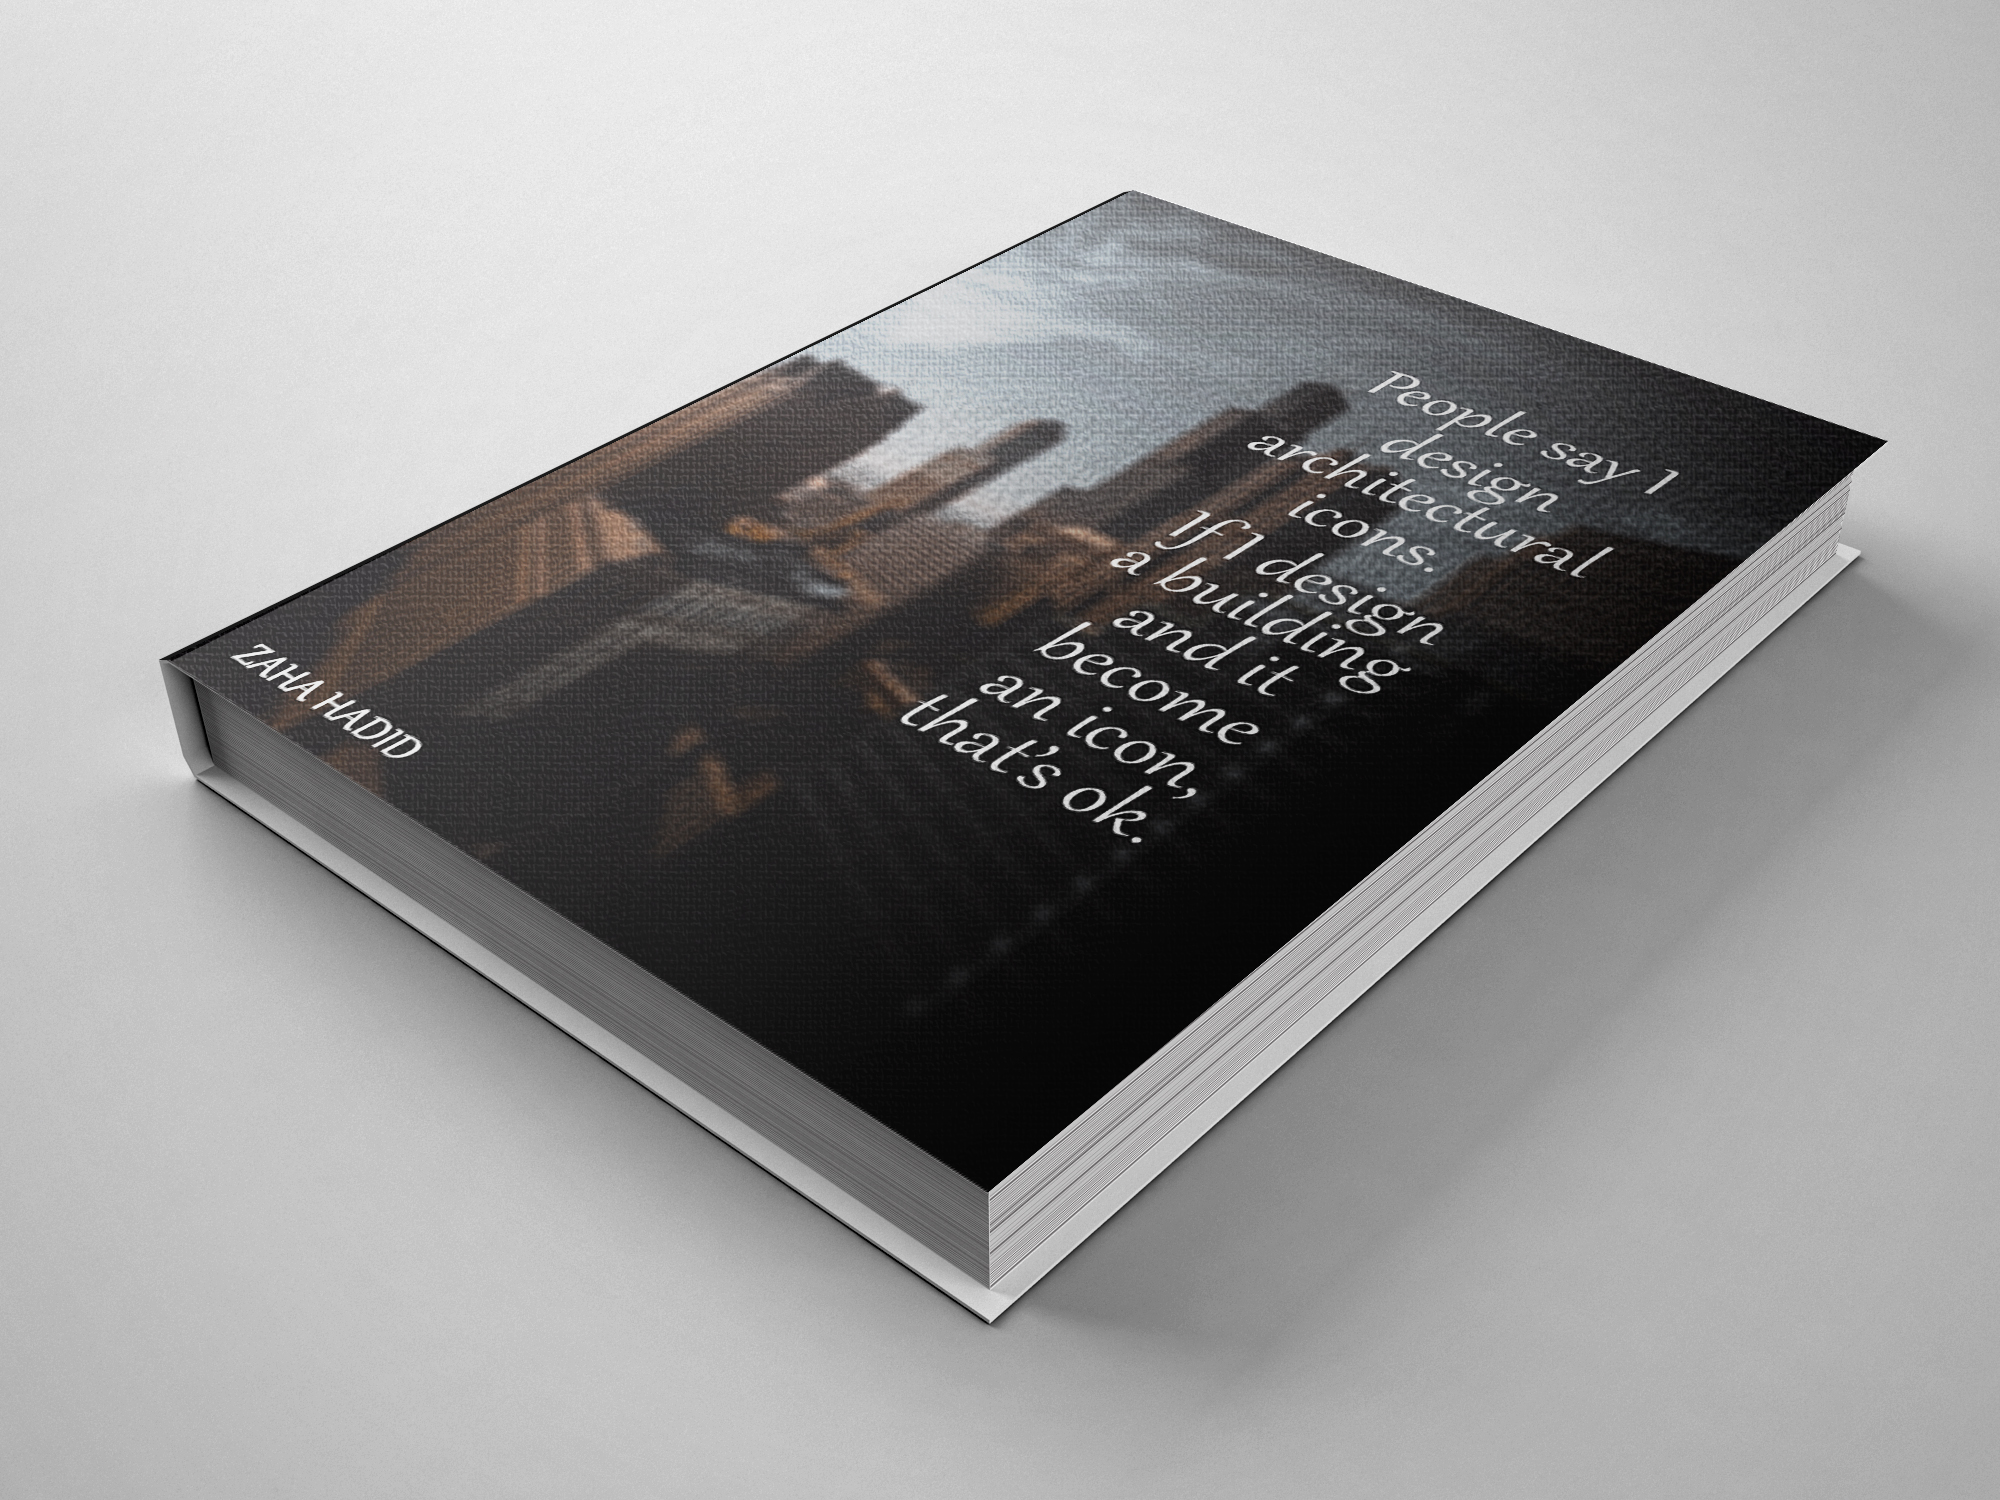 People say I
design
architectural
icons.
If I design
a building
and it
become
an icon,
that's ok.
ZAHA HADID